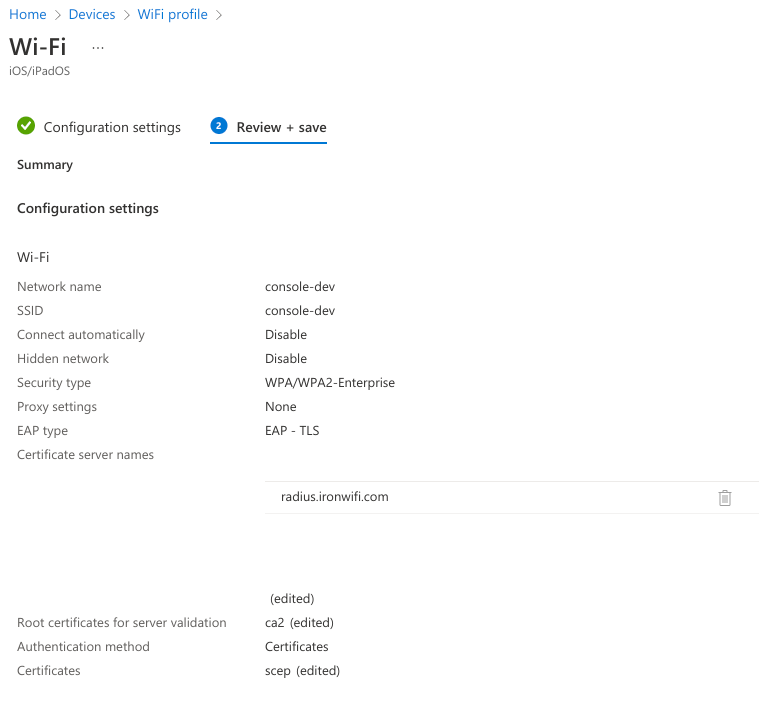 Home > Devices > WiFi profile >
Wi-Fi ...
iOS/iPadOS
Configuration settings 2 Review + save
Summary
Configuration settings
Wi-Fi
Network name console-dev
SSID console-dev
Connect automatically Disable
Hidden network Disable
Security type WPA/WPA2-Enterprise
Proxy settings None
EAP type EAP - TLS
Certificate server names
radius.ironwifi.com
(edited)
Root certificates for server validation ca2 (edited)
Authentication method Certificates
Certificates scep (edited)